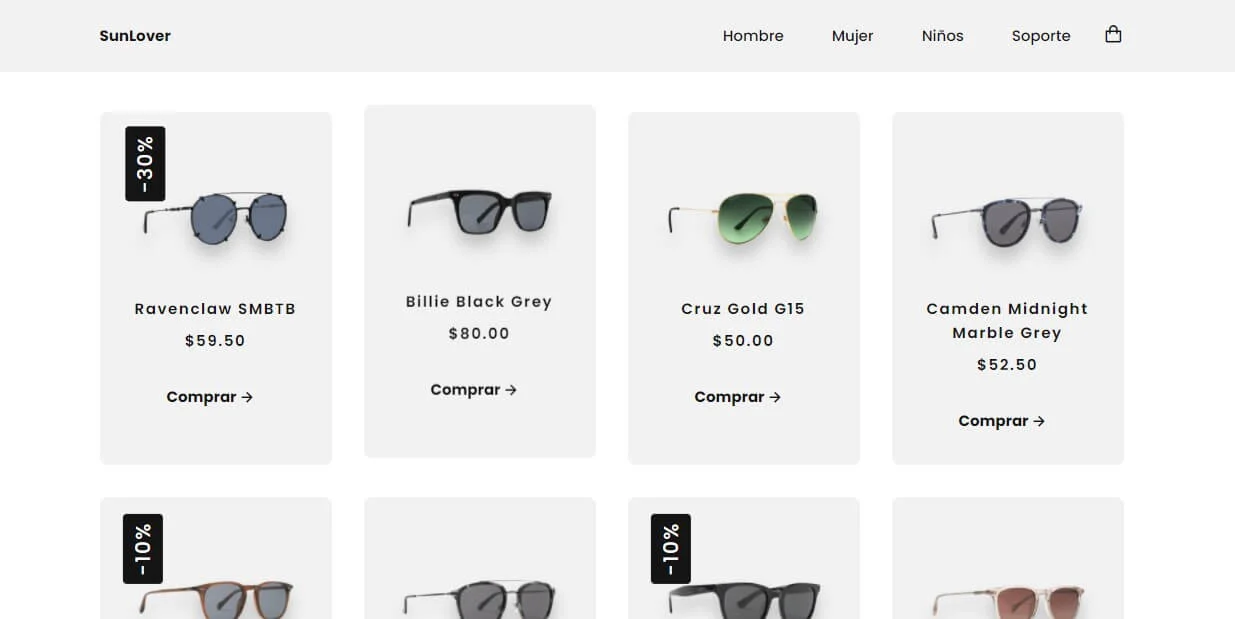 SunLover
Hombre
Mujer
Niños
Soporte
-30%
Ravenclaw SMBTB
$59.50
Comprar →
Billie Black Grey
$80.00
Comprar →
Cruz Gold G15
$50.00
Comprar →
Camden Midnight
Marble Grey
$52.50
Comprar →
-10%
-10%